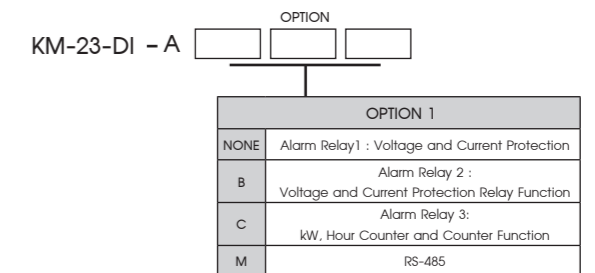 OPTION
KM-23-DI - A
OPTION 1
NONE Alarm Relay1 : Voltage and Current Protection
B Alarm Relay 2 :
Voltage and Current Protection Relay Function
C Alarm Relay 3:
kW, Hour Counter and Counter Function
M RS-485